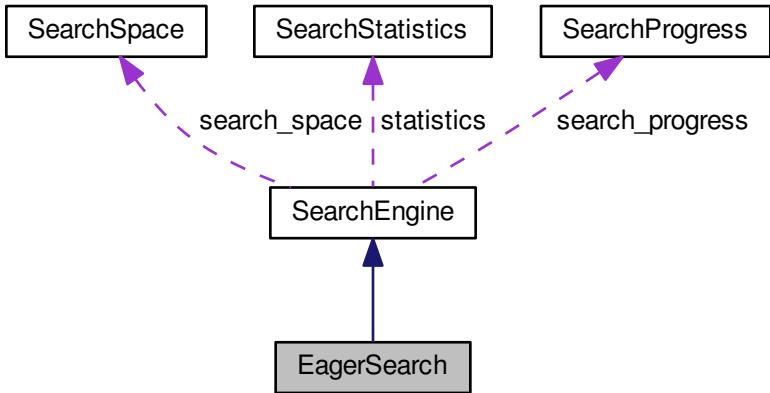 SearchSpace
SearchStatistics
SearchProgress
search_space
statistics
search_progress
SearchEngine
EagerSearch